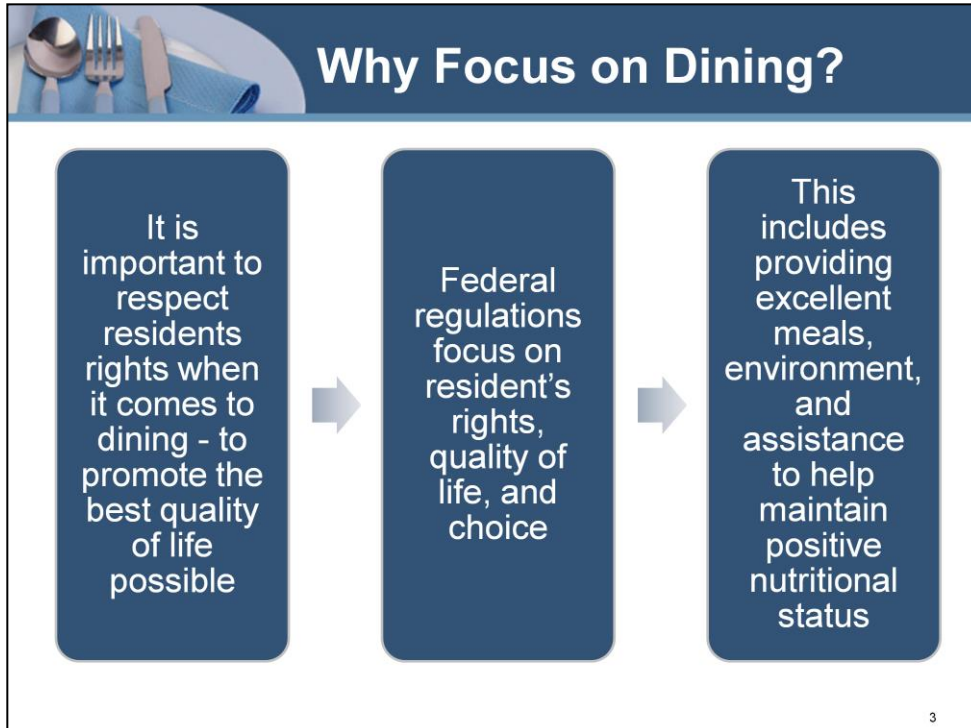 Why Focus on Dining?
It is
important to
respect
residents
rights when
it comes to
dining - to
promote the
best quality
of life
possible
Federal
regulations
focus on
resident's
rights,
quality of
life, and
choice
This
includes
providing
excellent
meals,
environment,
and
assistance
to help
maintain
positive
nutritional
status
3